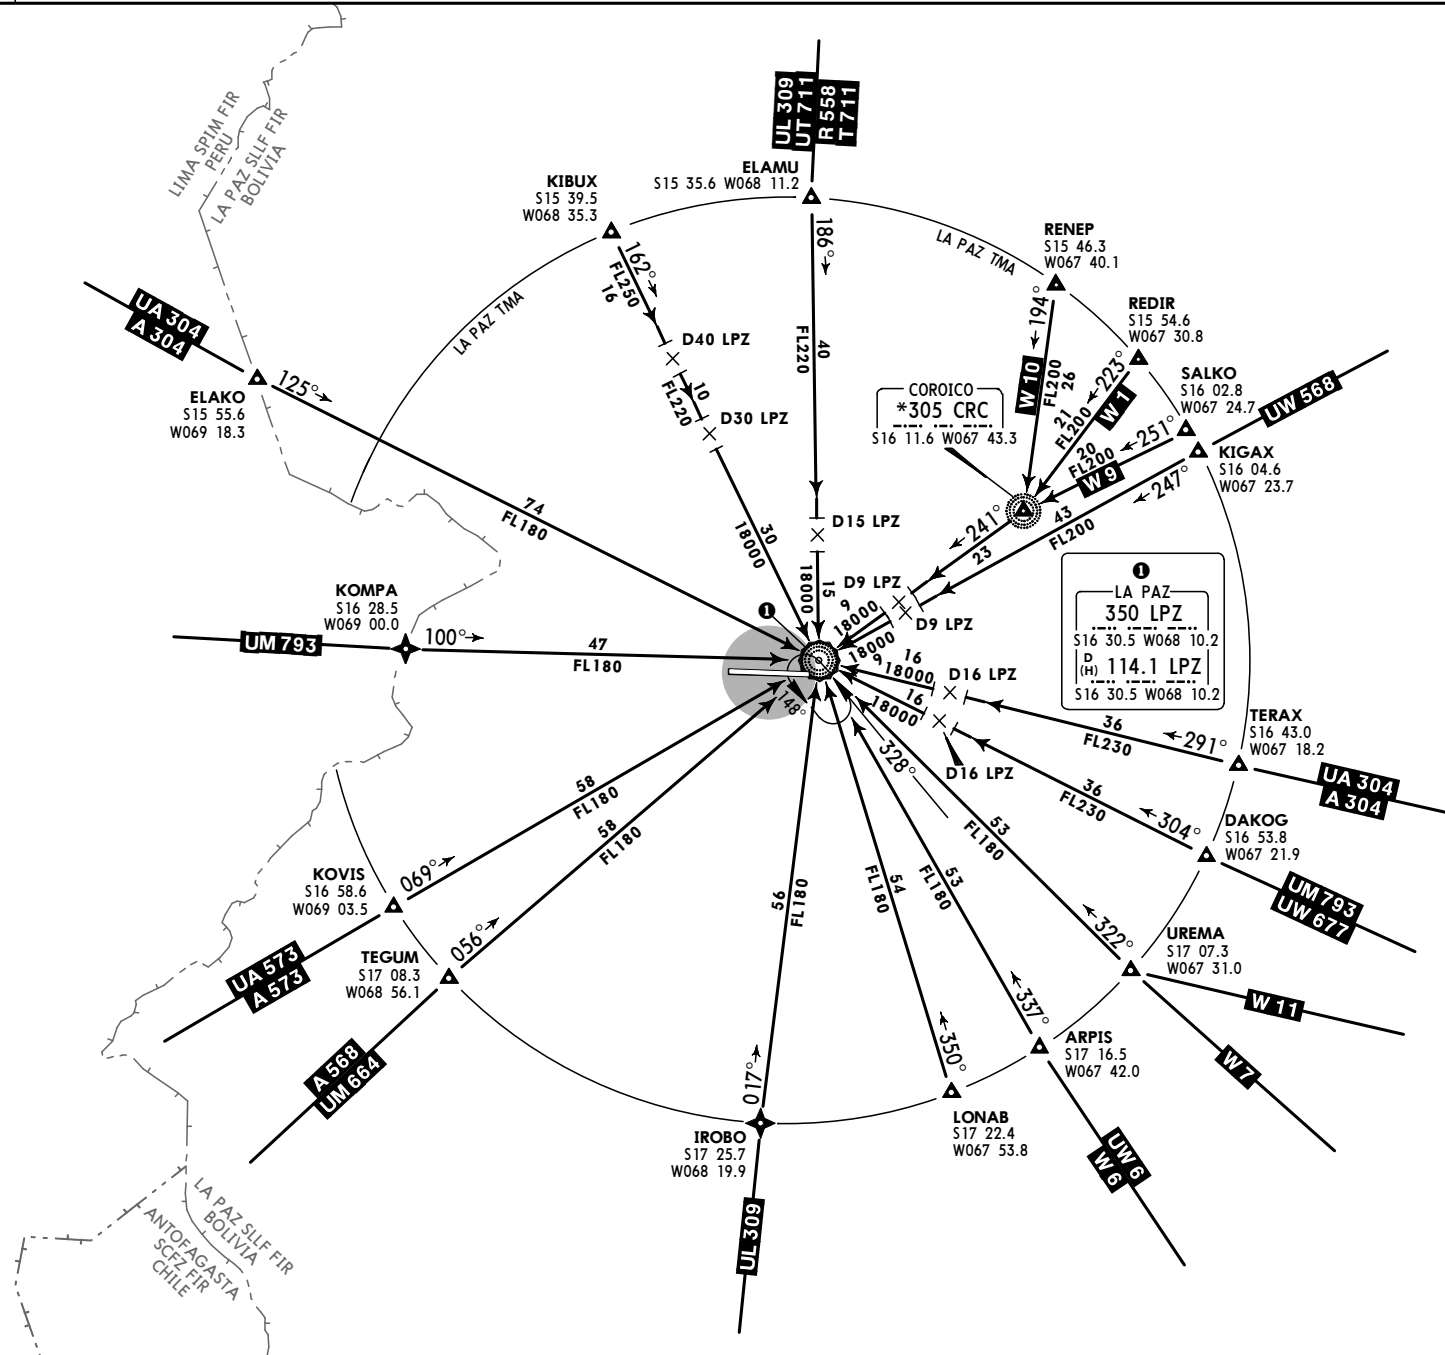 UL 309
UT 711
R 558
T 711
LIMA SPIM FIR
PERU
LA PAZ SLLF FIR
BOLIVIA
ELAMU
S15 35.6 W068 11.2
KIBUX
S15 39.5
W068 35.3
162°
FL250
16
186°
LA PAZ TMA
LA PAZ TMA
RENEP
S15 46.3
W067 40.1
194°
REDIR
S15 54.6
W067 30.8
223°
SALKO
S16 02.8
W067 24.7
251°
UW 568
KIGAX
S16 04.6
W067 23.7
247°
UA 304
A 304
ELAKO
S15 55.6
W069 18.3
125°
74
FL180
D40 LPZ
10
FL220
D30 LPZ
30
18000
40
FL220
D15 LPZ
15
18000
W 10
FL200
26
21
FL200
W 1
20
FL200
W 9
COROICO
*305 CRC
S16 11.6 W067 43.3
241°
23
43
FL200
D9 LPZ
9
18000
D9 LPZ
18000
9
1
LA PAZ
350 LPZ
S16 30.5 W068 10.2
D
(H) 114.1 LPZ
S16 30.5 W068 10.2
KOMPA
S16 28.5
W069 00.0
UM 793
100°
47
FL180
1
148°
16
18000
D16 LPZ
16
18000
D16 LPZ
36
FL230
291°
TERAX
S16 43.0
W067 18.2
UA 304
A 304
36
FL230
304°
DAKOG
S16 53.8
W067 21.9
UM 793
UW 677
328°
53
FL180
322°
UREMA
S17 07.3
W067 31.0
W 11
W 7
58
FL180
KOVIS
S16 58.6
W069 03.5
069°
UA 573
A 573
58
FL180
TEGUM
S17 08.3
W068 56.1
056°
A 568
UM 664
56
FL180
017°
IROBO
S17 25.7
W068 19.9
UL 309
54
FL180
350°
LONAB
S17 22.4
W067 53.8
53
FL180
337°
ARPIS
S17 16.5
W067 42.0
UW 6
W 6
LA PAZ SLLF FIR
BOLIVIA
ANTOFAGASTA
SCFZ FIR
CHILE